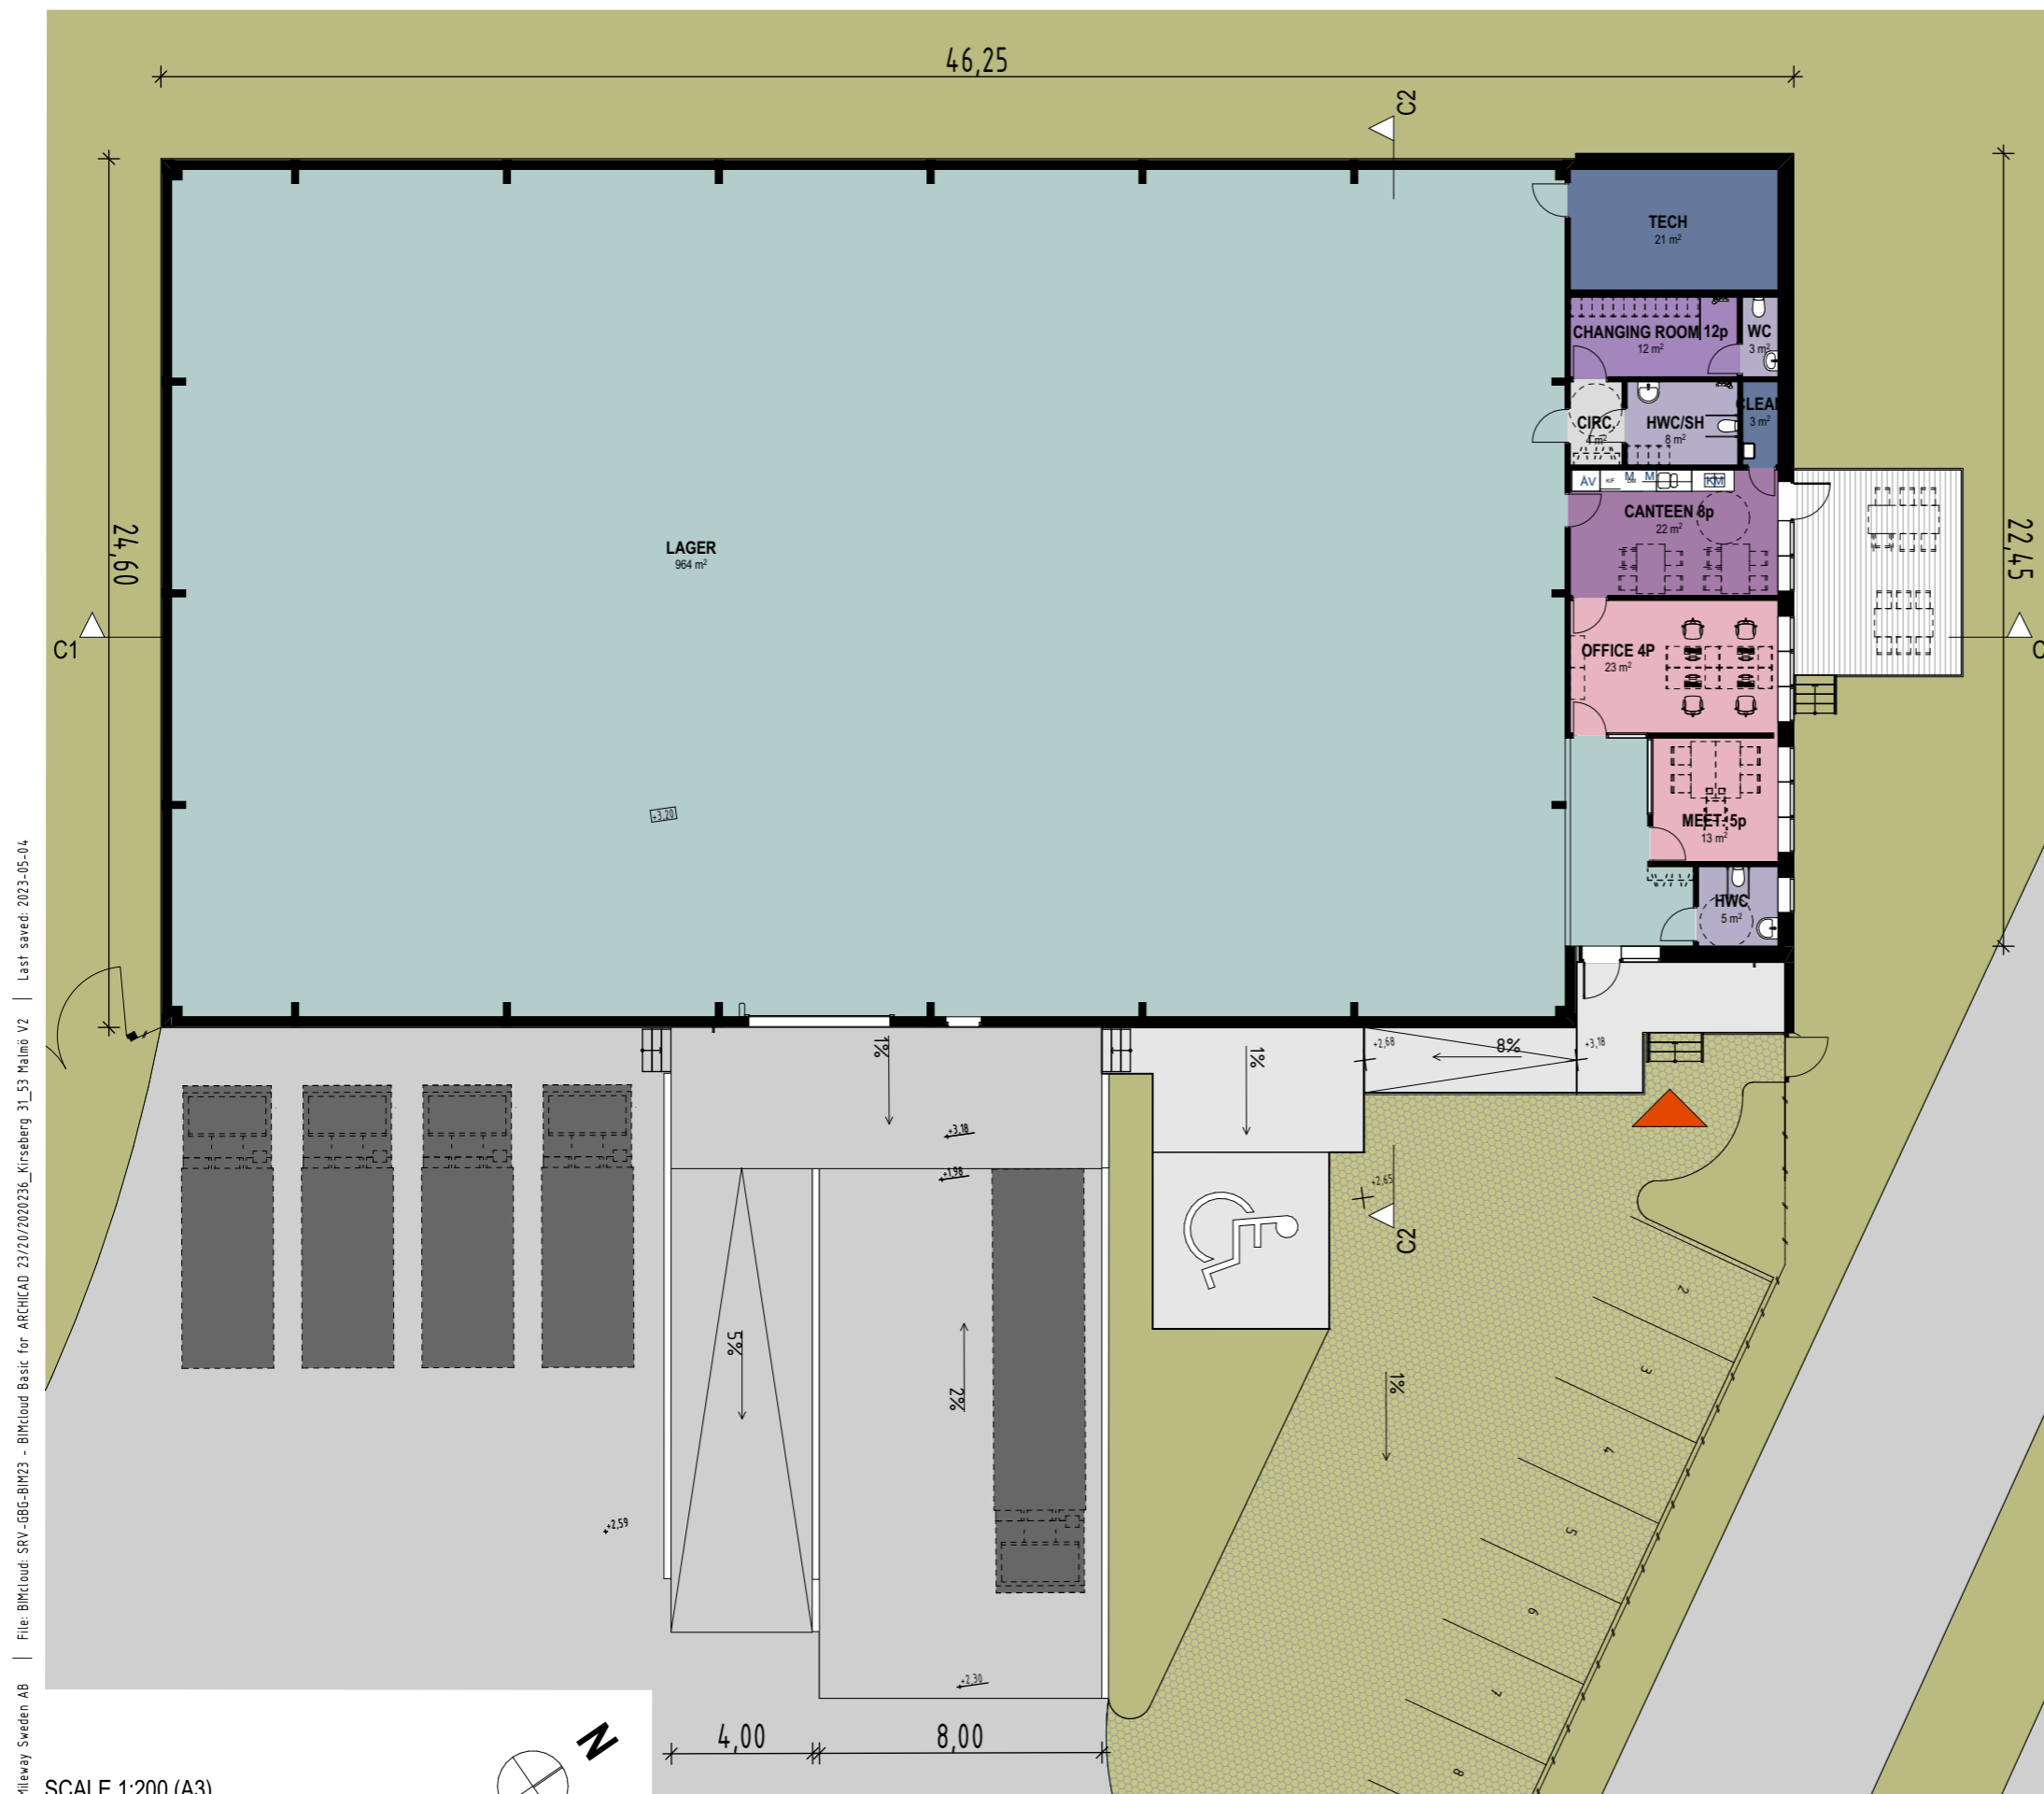 46,25
C2
24,60
22,45
TECH
21 m²
CHANGING ROOM 12p
12 m²
WC
3 m²
CIRC.
4 m²
HWC/SH
8 m²
CLEAN
3 m²
ÅV
K/F
M
M
KM
CANTEEN 8p
22 m²
LAGER
964 m²
C1
C
OFFICE 4P
23 m²
+3,20
MEET. 5p
13 m²
HWC
5 m²
1%
1%
+2,68
8%
+3,18
+3,18
+1,98
+2,65
C2
5%
2%
1%
2
3
4
5
6
7
8
+2,59
+2,30
4,00
8,00
N
SCALE 1:200 (A3)
Mileway Sweden AB | File: BIMcloud: SRV-GBG-BIM23 - BIMcloud Basic for ARCHICAD 23/20/2020236_Kirseberg 31_53 Malmö V2 | Last saved: 2023-05-04